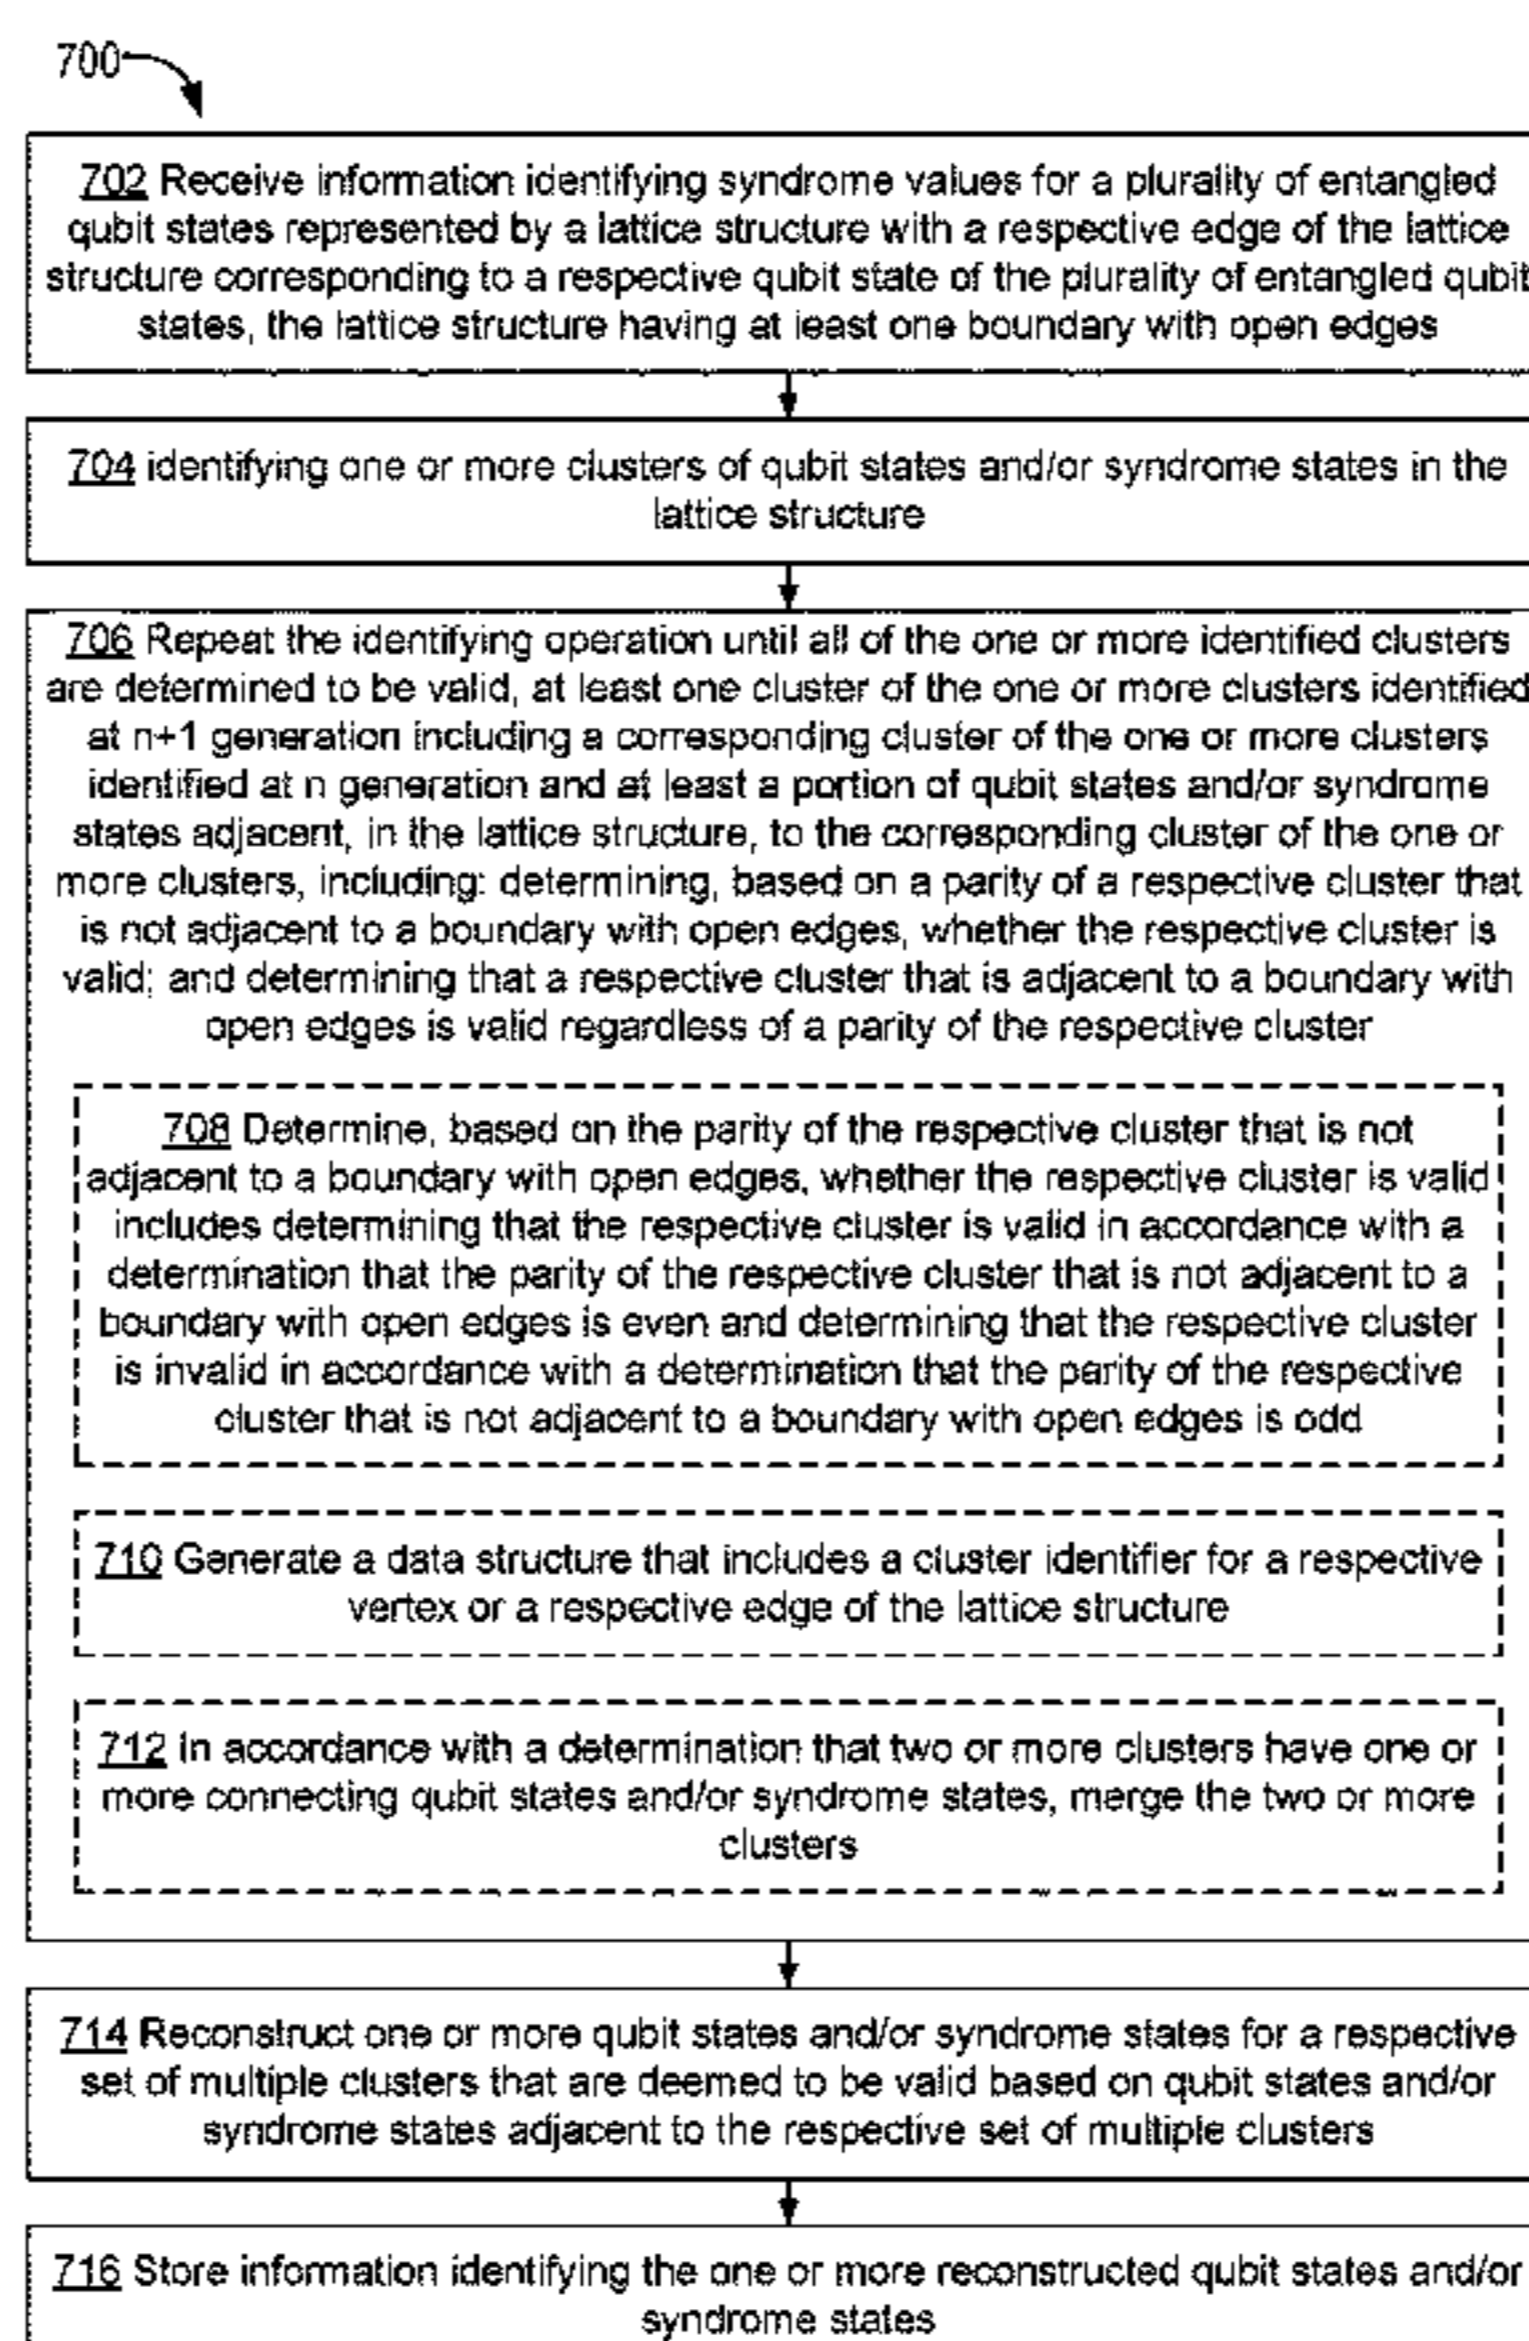 700
702 Receive information identifying syndrome values for a plurality of entangled
qubit states represented by a lattice structure with a respective edge of the lattice
structure corresponding to a respective qubit state of the plurality of entangled qubit
states, the lattice structure having at least one boundary with open edges
704 identifying one or more clusters of qubit states and/or syndrome states in the
lattice structure
706 Repeat the identifying operation until all of the one or more identified clusters
are determined to be valid, at least one cluster of the one or more clusters identified
at n+1 generation including a corresponding cluster of the one or more clusters
identified at n generation and at least a portion of qubit states and/or syndrome
states adjacent, in the lattice structure, to the corresponding cluster of the one or
more clusters, including: determining, based on a parity of a respective cluster that
is not adjacent to a boundary with open edges, whether the respective cluster is
valid; and determining that a respective cluster that is adjacent to a boundary with
open edges is valid regardless of a parity of the respective cluster
708 Determine, based on the parity of the respective cluster that is not
adjacent to a boundary with open edges, whether the respective cluster is valid
includes determining that the respective cluster is valid in accordance with a
determination that the parity of the respective cluster that is not adjacent to a
boundary with open edges is even and determining that the respective cluster
is invalid in accordance with a determination that the parity of the respective
cluster that is not adjacent to a boundary with open edges is odd
710 Generate a data structure that includes a cluster identifier for a respective
vertex or a respective edge of the lattice structure
712 In accordance with a determination that two or more clusters have one or
more connecting qubit states and/or syndrome states, merge the two or more
clusters
714 Reconstruct one or more qubit states and/or syndrome states for a respective
set of multiple clusters that are deemed to be valid based on qubit states and/or
syndrome states adjacent to the respective set of multiple clusters
716 Store information identifying the one or more reconstructed qubit states and/or
syndrome states